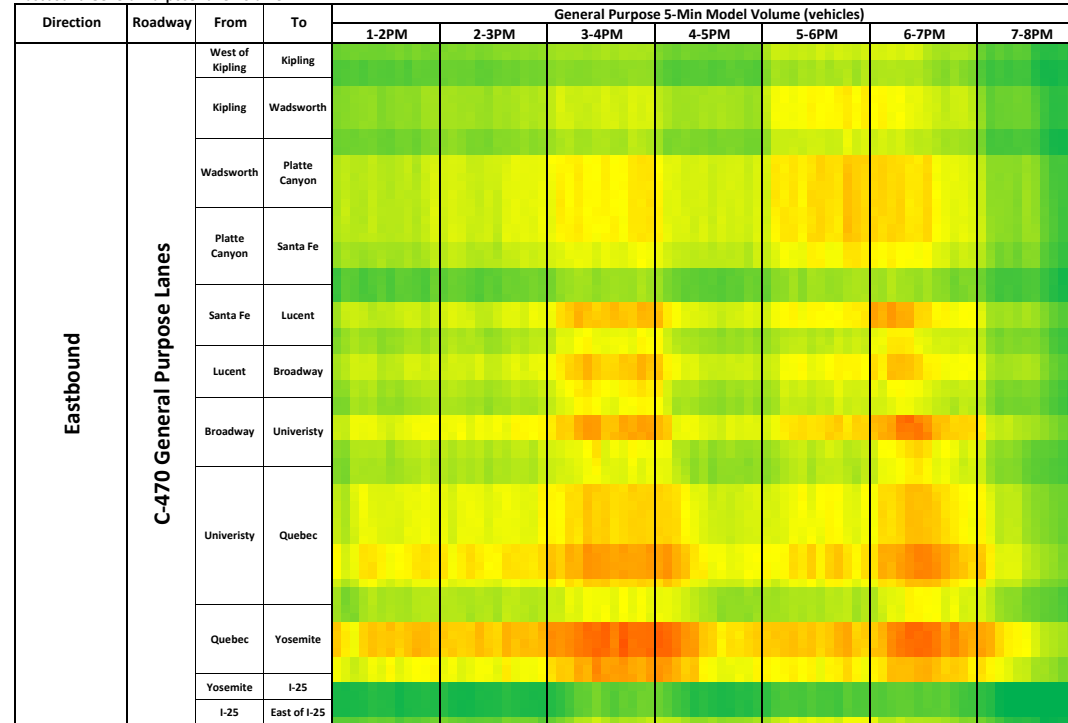 General Purpose 5-Min Model Volume (vehicles)
Direction Roadway From To
1-2PM 2-3PM 3-4PM 4-5PM 5-6PM 6-7PM 7-8PM
Eastbound
C-470 General Purpose Lanes
West of
Kipling
Kipling
Kipling Wadsworth
Wadsworth
Platte
Canyon
Platte
Canyon
Santa Fe
Santa Fe Lucent
Lucent Broadway
Broadway Univeristy
Univeristy Quebec
Quebec Yosemite
Yosemite I-25
I-25 East of I-25